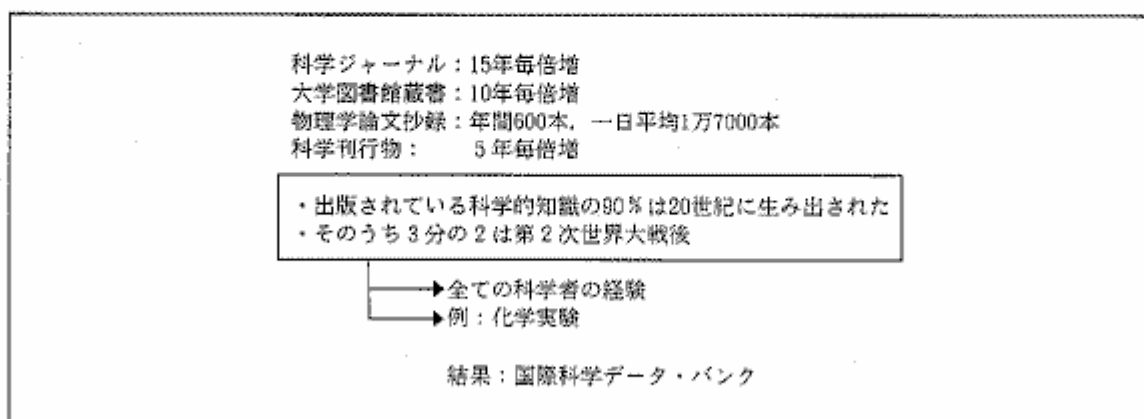 科学ジャーナル：15年毎倍増
大学図書館蔵書：10年毎倍増
物理学論文抄録：年間600本，一日平均1万7000本
科学刊行物：　　5年毎倍増
・出版されている科学的知識の90％は20世紀に生み出された
・そのうち3分の2は第2次世界大戦後
全ての科学者の経験
例：化学実験
結果：国際科学データ・バンク